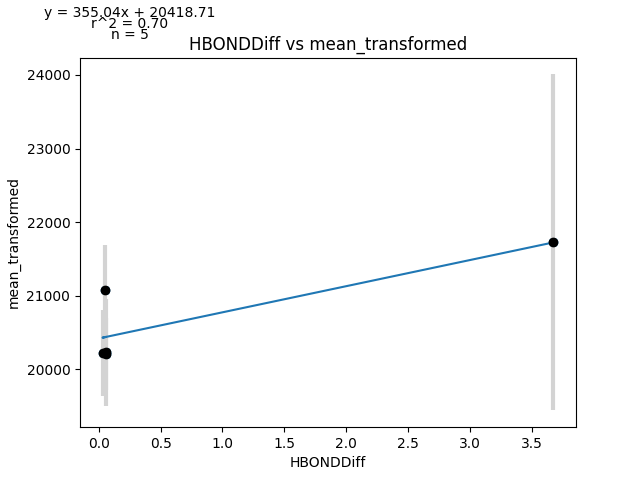 y = 355.04x + 20418.71
r^2 = 0.70
n = 5
HBONDDiff vs mean_transformed
24000
23000
22000
21000
20000
mean_transformed
0.0 0.5 1.0 1.5 2.0 2.5 3.0 3.5
HBONDDiff